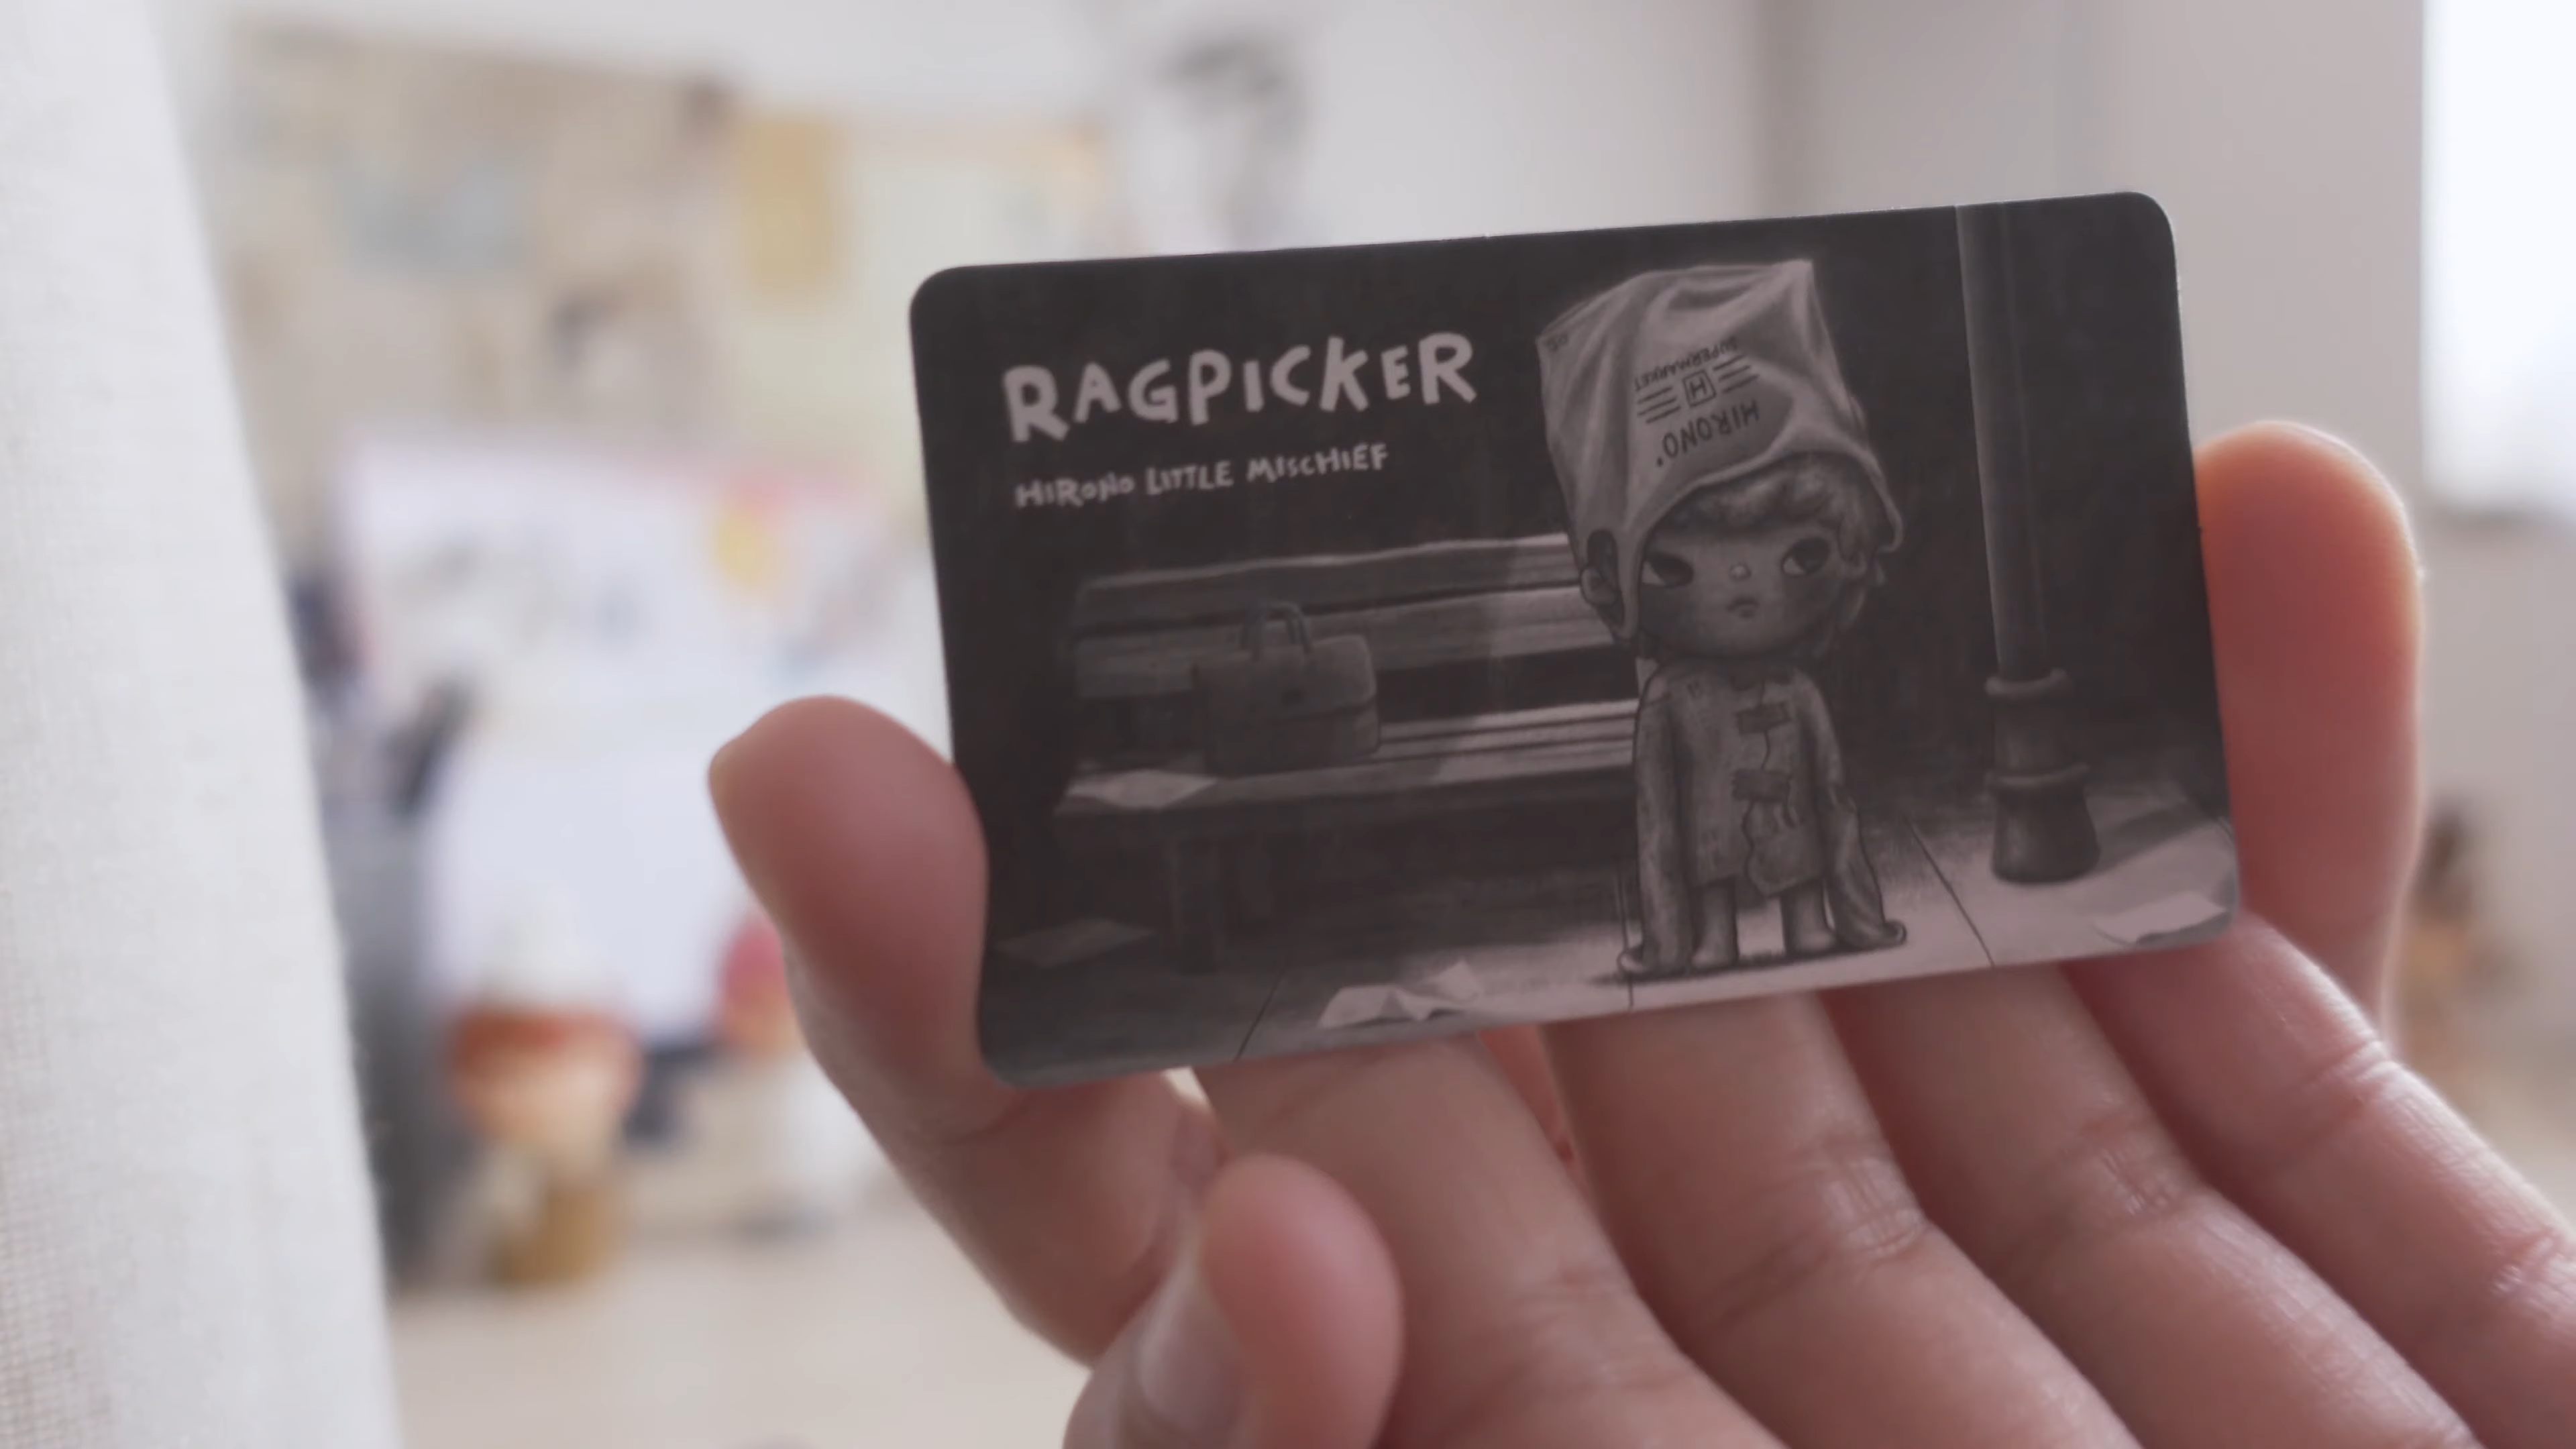 RAGPICKER
HIRONO LITTLE MISCHIEF
SUPERMARKET
H
HIRONO